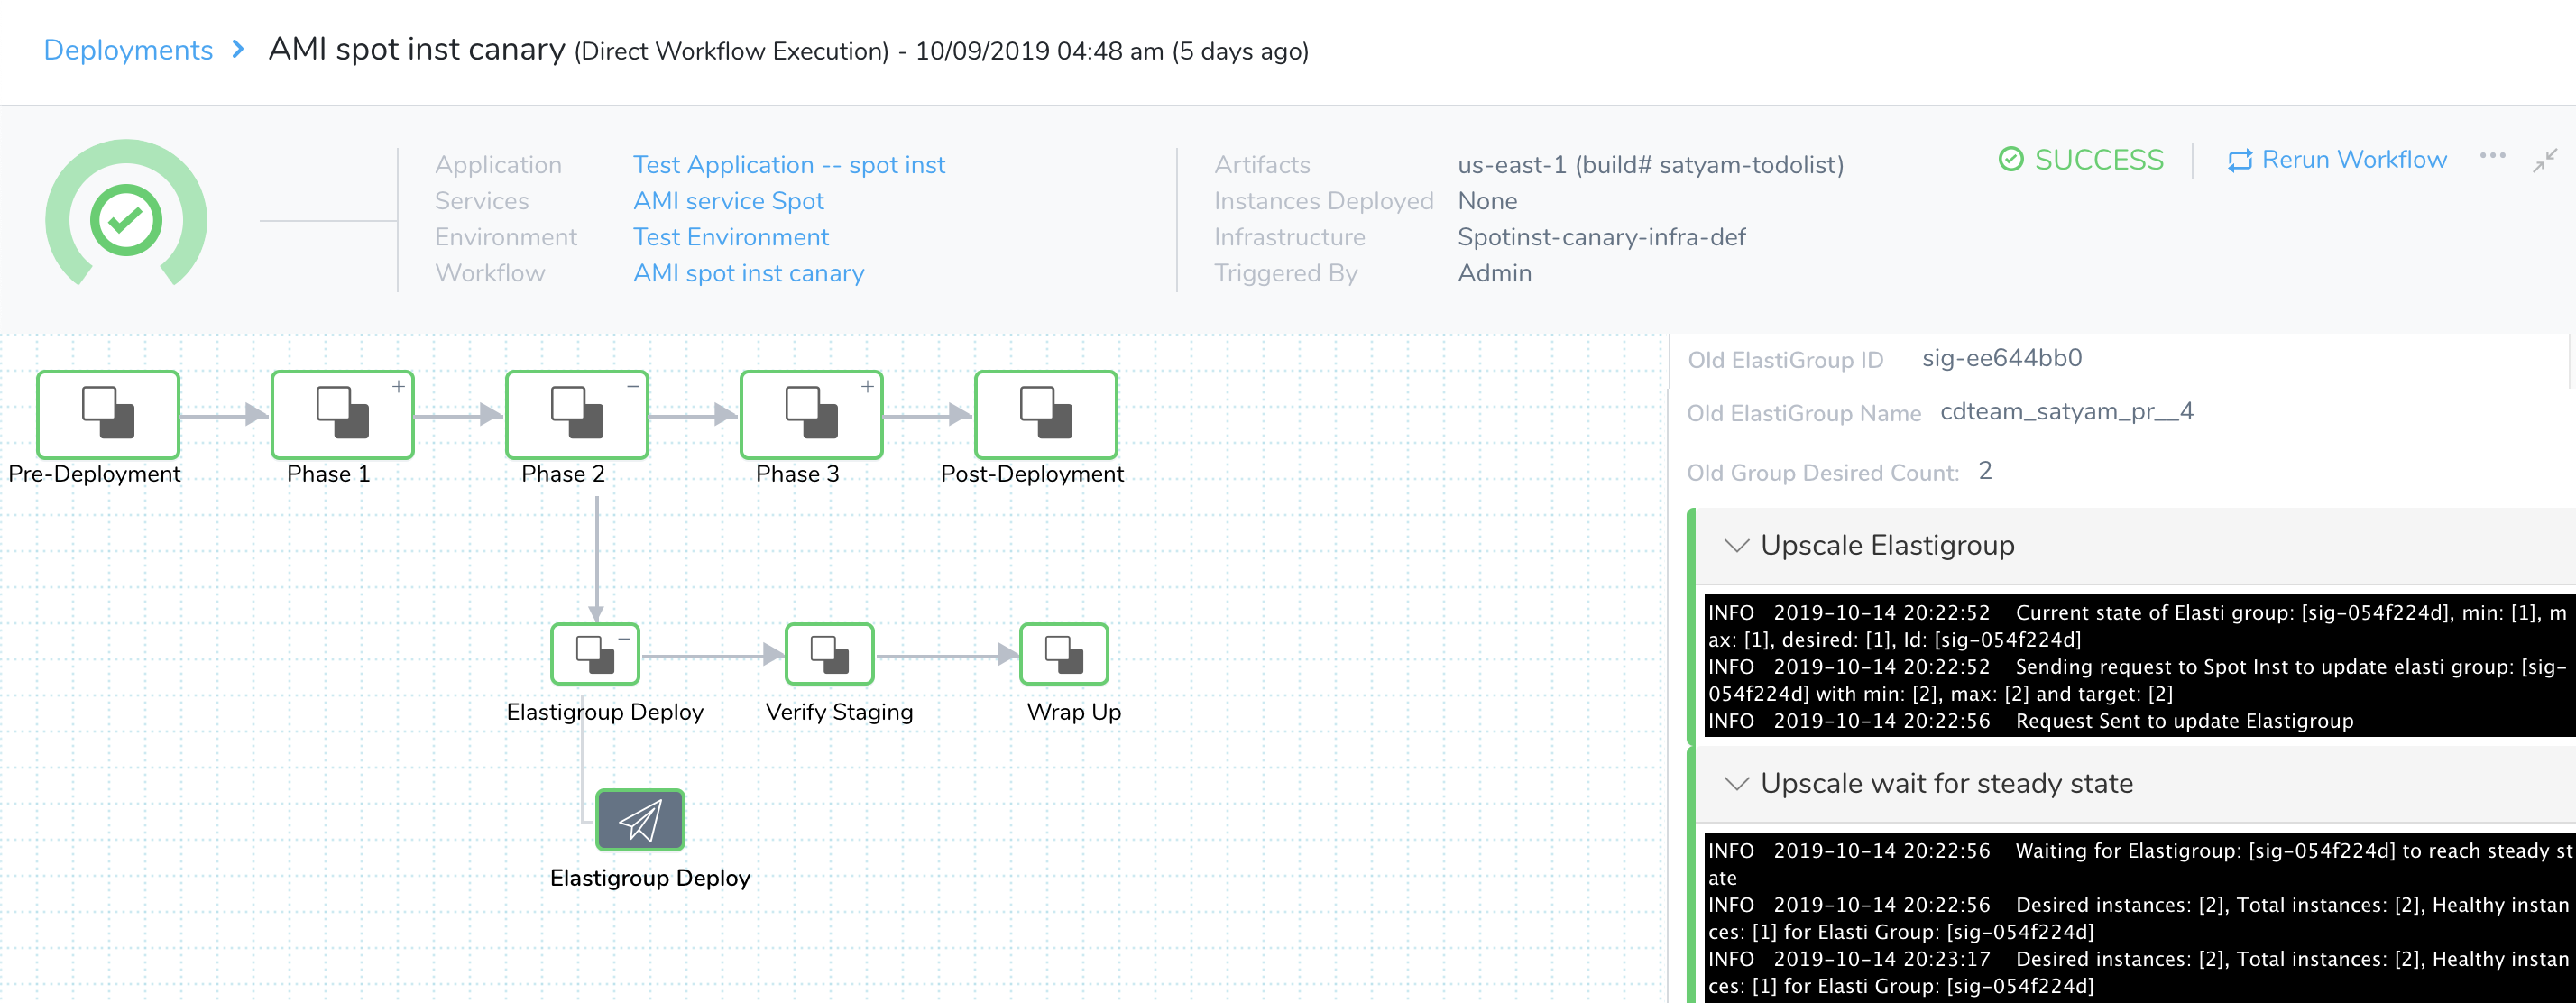 Deployments > AMI spot inst canary (Direct Workflow Execution) - 10/09/2019 04:48 am (5 days ago)
Application Test Application -- spot inst
Services AMI service Spot
Environment Test Environment
Workflow AMI spot inst canary
Artifacts us-east-1 (build# satyam-todolist)
Instances Deployed None
Infrastructure Spotinst-canary-infra-def
Triggered By Admin
SUCCESS
Rerun Workflow
Pre-Deployment
Phase 1
Phase 2
Phase 3
Post-Deployment
Elastigroup Deploy
Verify Staging
Wrap Up
Elastigroup Deploy
Old ElastiGroup ID sig-ee644bb0
Old ElastiGroup Name cdteam_satyam_pr__4
Old Group Desired Count: 2
Upscale Elastigroup
INFO 2019-10-14 20:22:52 Current state of Elasti group: [sig-054f224d], min: [1], m
ax: [1], desired: [1], Id: [sig-054f224d]
INFO 2019-10-14 20:22:52 Sending request to Spot Inst to update elasti group: [sig-
054f224d] with min: [2], max: [2] and target: [2]
INFO 2019-10-14 20:22:56 Request Sent to update Elastigroup
Upscale wait for steady state
INFO 2019-10-14 20:22:56 Waiting for Elastigroup: [sig-054f224d] to reach steady st
ate
INFO 2019-10-14 20:22:56 Desired instances: [2], Total instances: [2], Healthy instan
ces: [1] for Elasti Group: [sig-054f224d]
INFO 2019-10-14 20:23:17 Desired instances: [2], Total instances: [2], Healthy instan
ces: [1] for Elasti Group: [sig-054f224d]